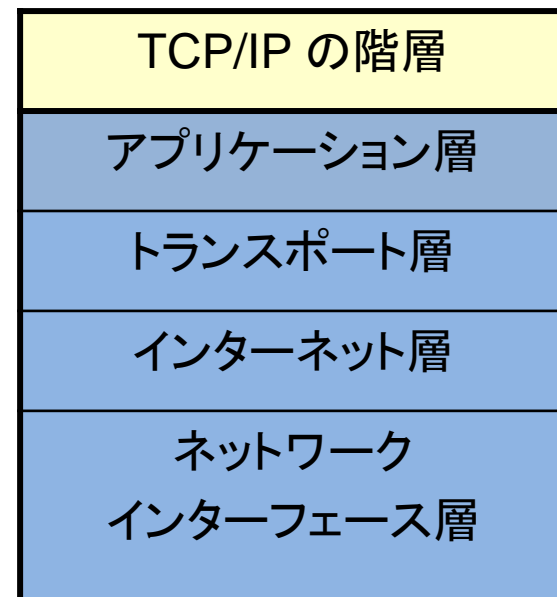 TCP/IP の階層
アプリケーション層
トランスポート層
インターネット層
ネットワーク
インターフェース層